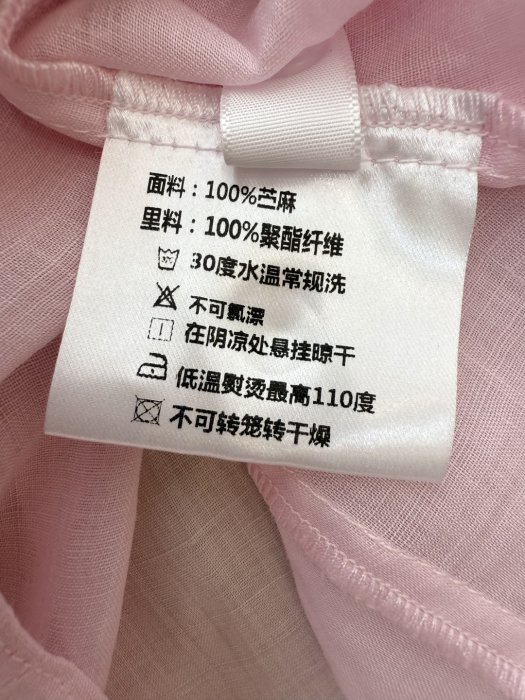 面料：100%苎麻
里料：100%聚酯纤维
30度水温常规洗
不可氯漂
在阴凉处悬挂晾干
低温熨烫最高110度
不可转笼转干燥